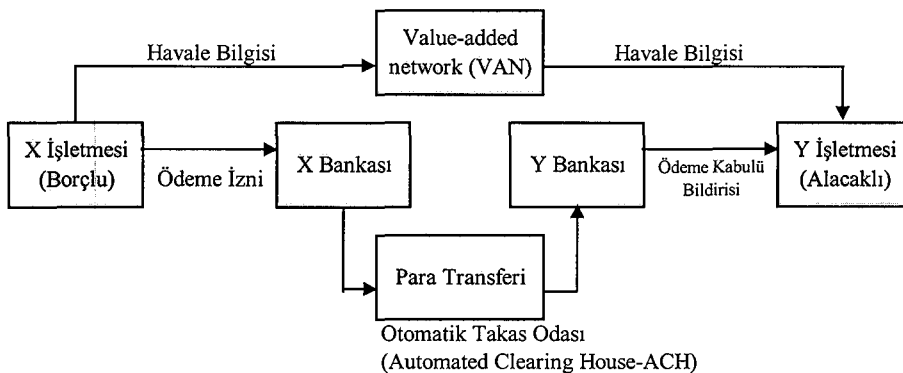 Value-added
network (VAN)
Havale Bilgisi
Havale Bilgisi
X İşletmesi
(Borçlu)
Ödeme İzni
X Bankası
Y Bankası
Ödeme Kabulü
Bildirisi
Y İşletmesi
(Alacaklı)
Para Transferi
Otomatik Takas Odası
(Automated Clearing House-ACH)